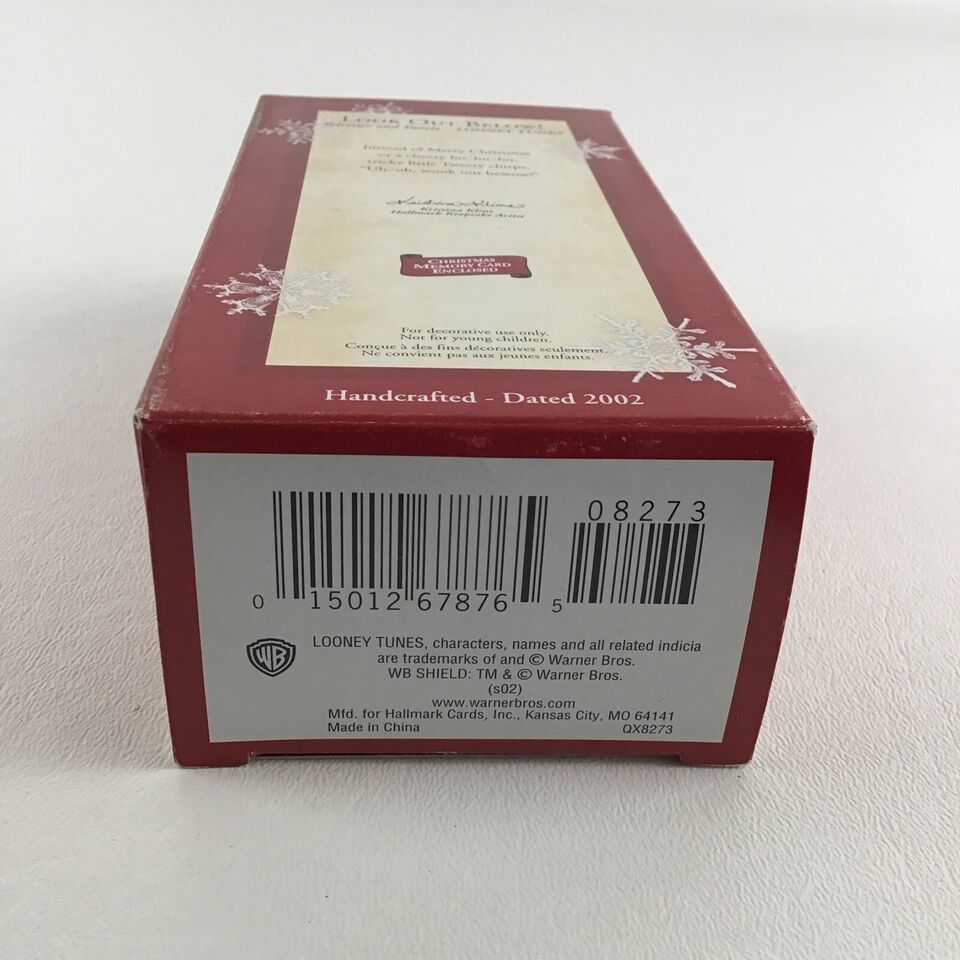 LOOK OUT BELOW!
Sylvester and Tweety - LOONEY TUNES
Instead of Merry Christmas
or a cheery ho-ho-ho,
tricky little Tweety chirps,
"Uh-oh, wook out bewow!"
Kristina Kline
Kristina Kline
Hallmark Keepsake Artist
CHRISTMAS
MEMORY CARD
ENCLOSED
For decorative use only.
Not for young children.
Conçue à des fins décoratives seulement.
Ne convient pas aux jeunes enfants.
Handcrafted - Dated 2002
08273
0 15012 67876 5
WB
LOONEY TUNES, characters, names and all related indicia
are trademarks of and © Warner Bros.
WB SHIELD: TM & © Warner Bros.
(s02)
www.warnerbros.com
Mfd. for Hallmark Cards, Inc., Kansas City, MO 64141
Made in China QX8273